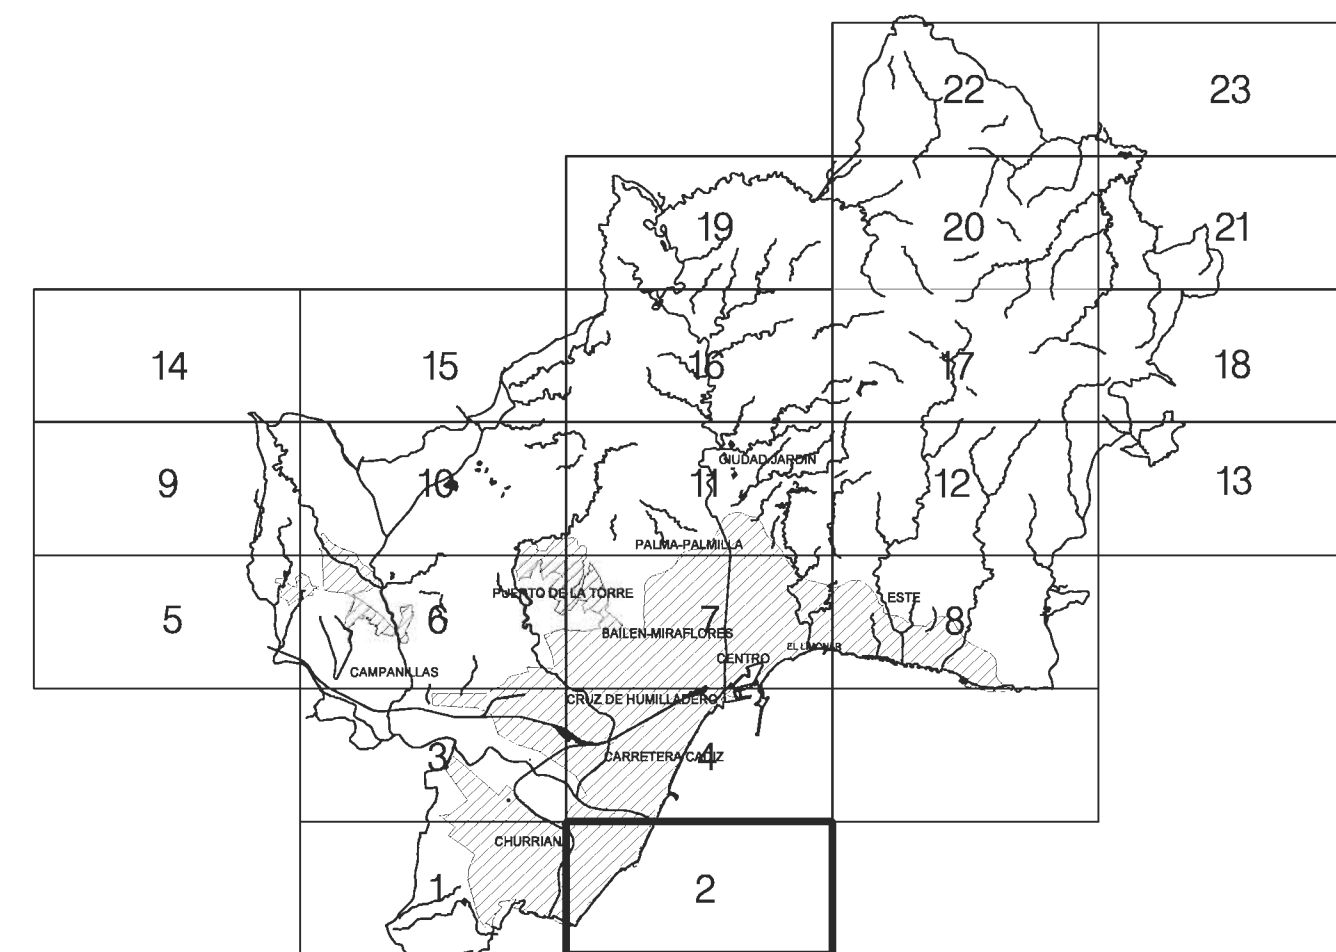 22
23
19
20
21
14
15
16
17
18
CIUDAD JARDIN
9
10
11
12
13
PALMA-PALMILLA
PUERTO DE LA TORRE
ESTE
5
6
7
8
BAILEN-MIRAFLORES
EL LIMONAR
CENTRO
CAMPANILLAS
CRUZ DE HUMILLADERO
3
CARRETERA CADIZ
4
CHURRIAN
1
2